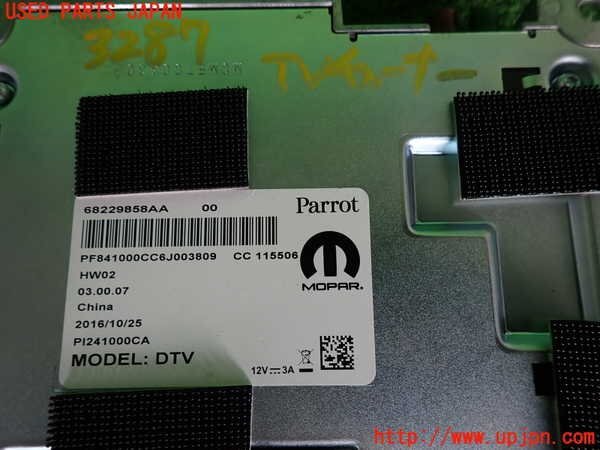 USED PARTS JAPAN
3287
TVチューナー
68229858AA 00
Parrot
PF841000CC6J003809 CC 115506
HW02
MOPAR®
03.00.07
China
2016/10/25
PI241000CA
MODEL: DTV
12V⎓3A
http://www.upjpn.com/